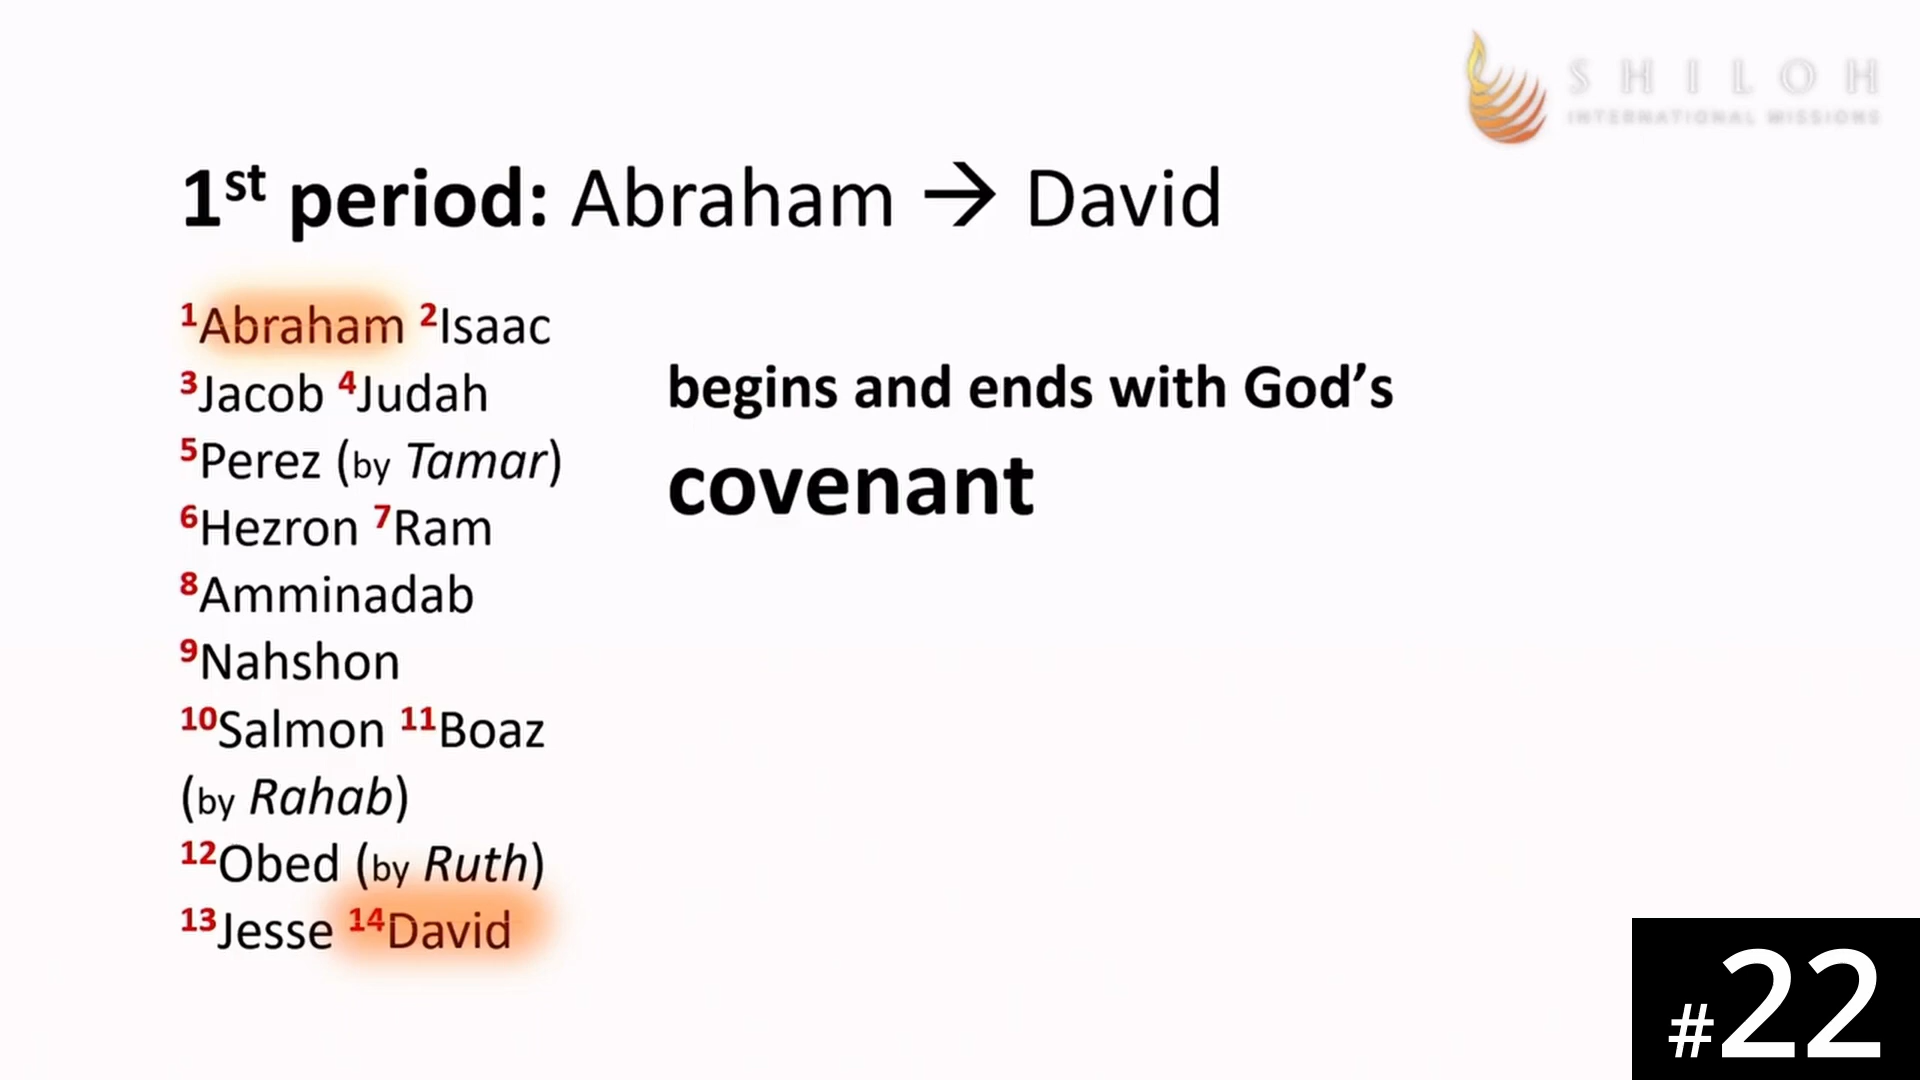 SHILOH
INTERNATIONAL MISSIONS
1st period: Abraham → David
1Abraham 2Isaac
3Jacob 4Judah
5Perez (by Tamar)
6Hezron 7Ram
8Amminadab
9Nahshon
10Salmon 11Boaz
(by Rahab)
12Obed (by Ruth)
13Jesse 14David
begins and ends with God’s
covenant
#22